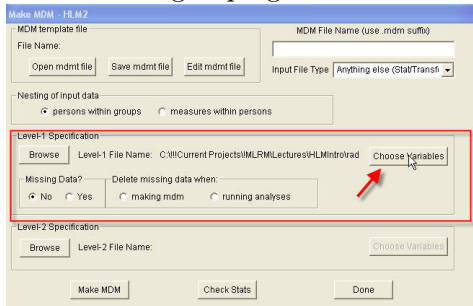 Make MDM - HLM2
MDM template file
File Name:
Open mdmt file Save mdmt file Edit mdmt file
MDM File Name (use .mdm suffix)
Input File Type Anything else (Stat/Transf
Nesting of input data
persons within groups measures within persons
Level-1 Specification
Browse Level-1 File Name: C:\!!!Current Projects\!MLRM\Lectures\HLMIntro\rad Choose Variables
Missing Data? Delete missing data when:
No Yes making mdm running analyses
Level-2 Specification
Browse Level-2 File Name: Choose Variables
Make MDM Check Stats Done